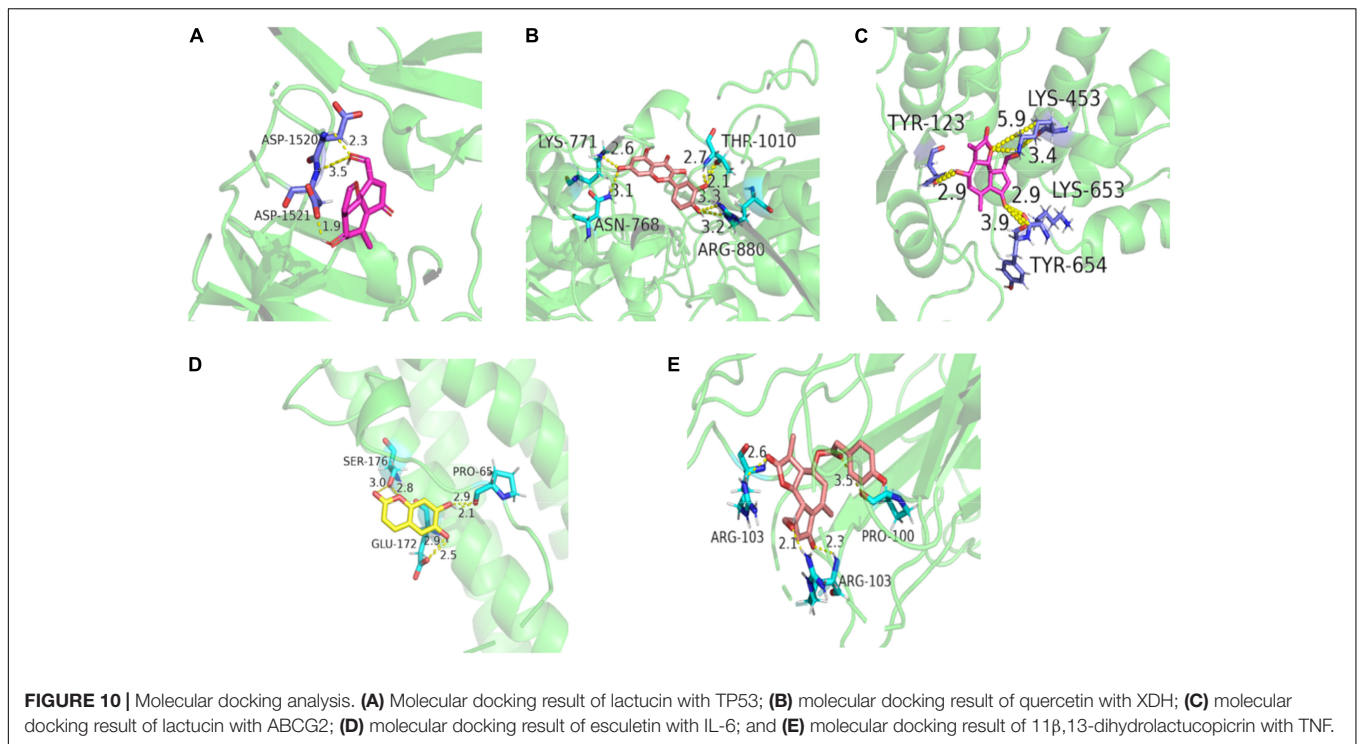 A
B
C
ASP-1520
2.3
3.5
ASP-1521
1.9
LYS-771
2.6
THR-1010
2.7
2.1
3.1
3.3
ASN-768
3.2
ARG-880
LYS-453
5.9
TYR-123
3.4
2.9
2.9
LYS-653
3.9
TYR-654
D
E
SER-176
PRO-65
3.0
2.8
2.9
2.1
GLU-172
2.9
2.5
2.6
3.5
ARG-103
PRO-100
2.1
2.3
ARG-103
FIGURE 10 | Molecular docking analysis. (A) Molecular docking result of lactucin with TP53; (B) molecular docking result of quercetin with XDH; (C) molecular
docking result of lactucin with ABCG2; (D) molecular docking result of esculetin with IL-6; and (E) molecular docking result of 11β,13-dihydrolactucopicrin with TNF.